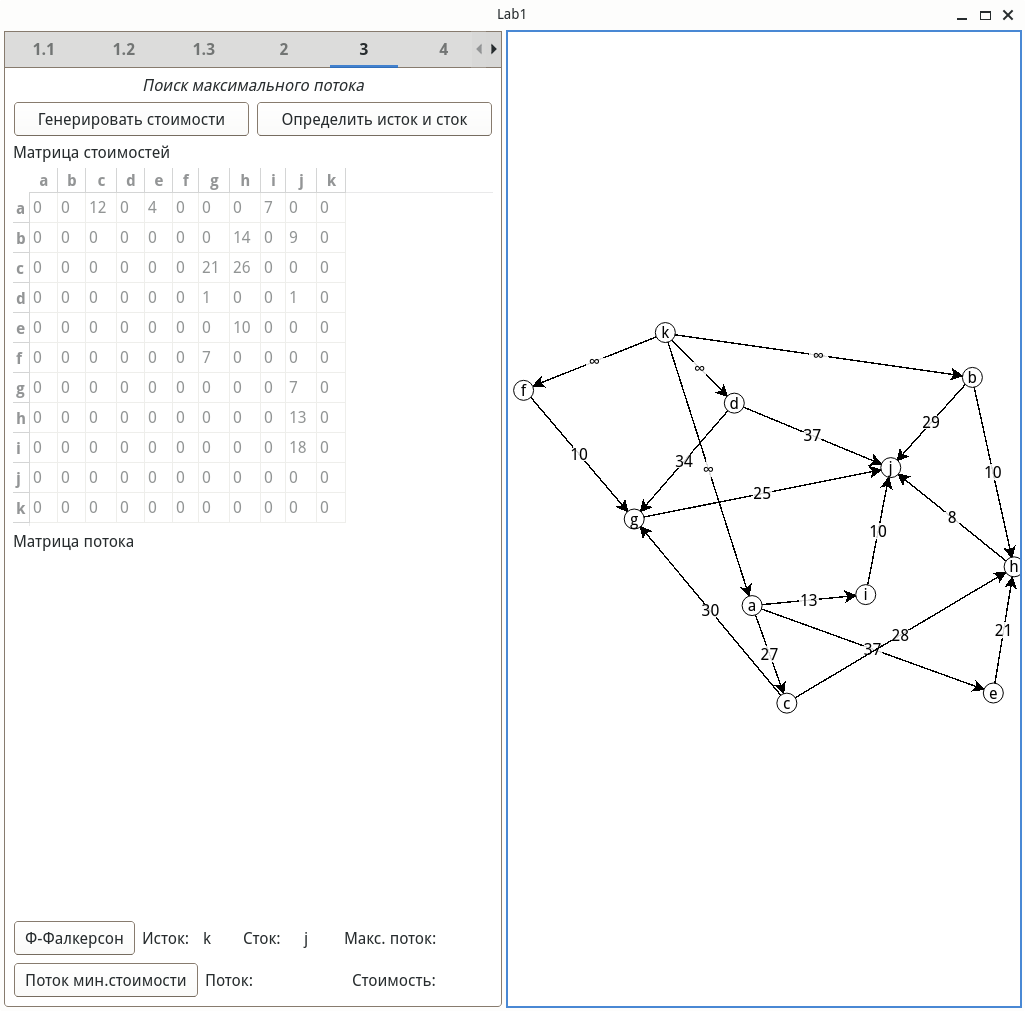 Lab1
1.1 1.2 1.3 2 3 4
Поиск максимального потока
Генерировать стоимости Определить исток и сток
Матрица стоимостей
a b c d e f g h i j k
a 0 0 12 0 4 0 0 0 7 0 0
b 0 0 0 0 0 0 0 14 0 9 0
c 0 0 0 0 0 0 21 26 0 0 0
d 0 0 0 0 0 0 1 0 0 1 0
e 0 0 0 0 0 0 0 10 0 0 0
f 0 0 0 0 0 0 7 0 0 0 0
g 0 0 0 0 0 0 0 0 0 7 0
h 0 0 0 0 0 0 0 0 0 13 0
i 0 0 0 0 0 0 0 0 0 18 0
j 0 0 0 0 0 0 0 0 0 0 0
k 0 0 0 0 0 0 0 0 0 0 0
Матрица потока
Ф-Фалкерсон Исток: k Сток: j Макс. поток:
Поток мин.стоимости Поток: Стоимость:
k
∞
∞
∞
b
f
d
29
37
10
34
∞
j
10
25
g
8
10
h
i
13
a
30
28
21
37
27
e
c